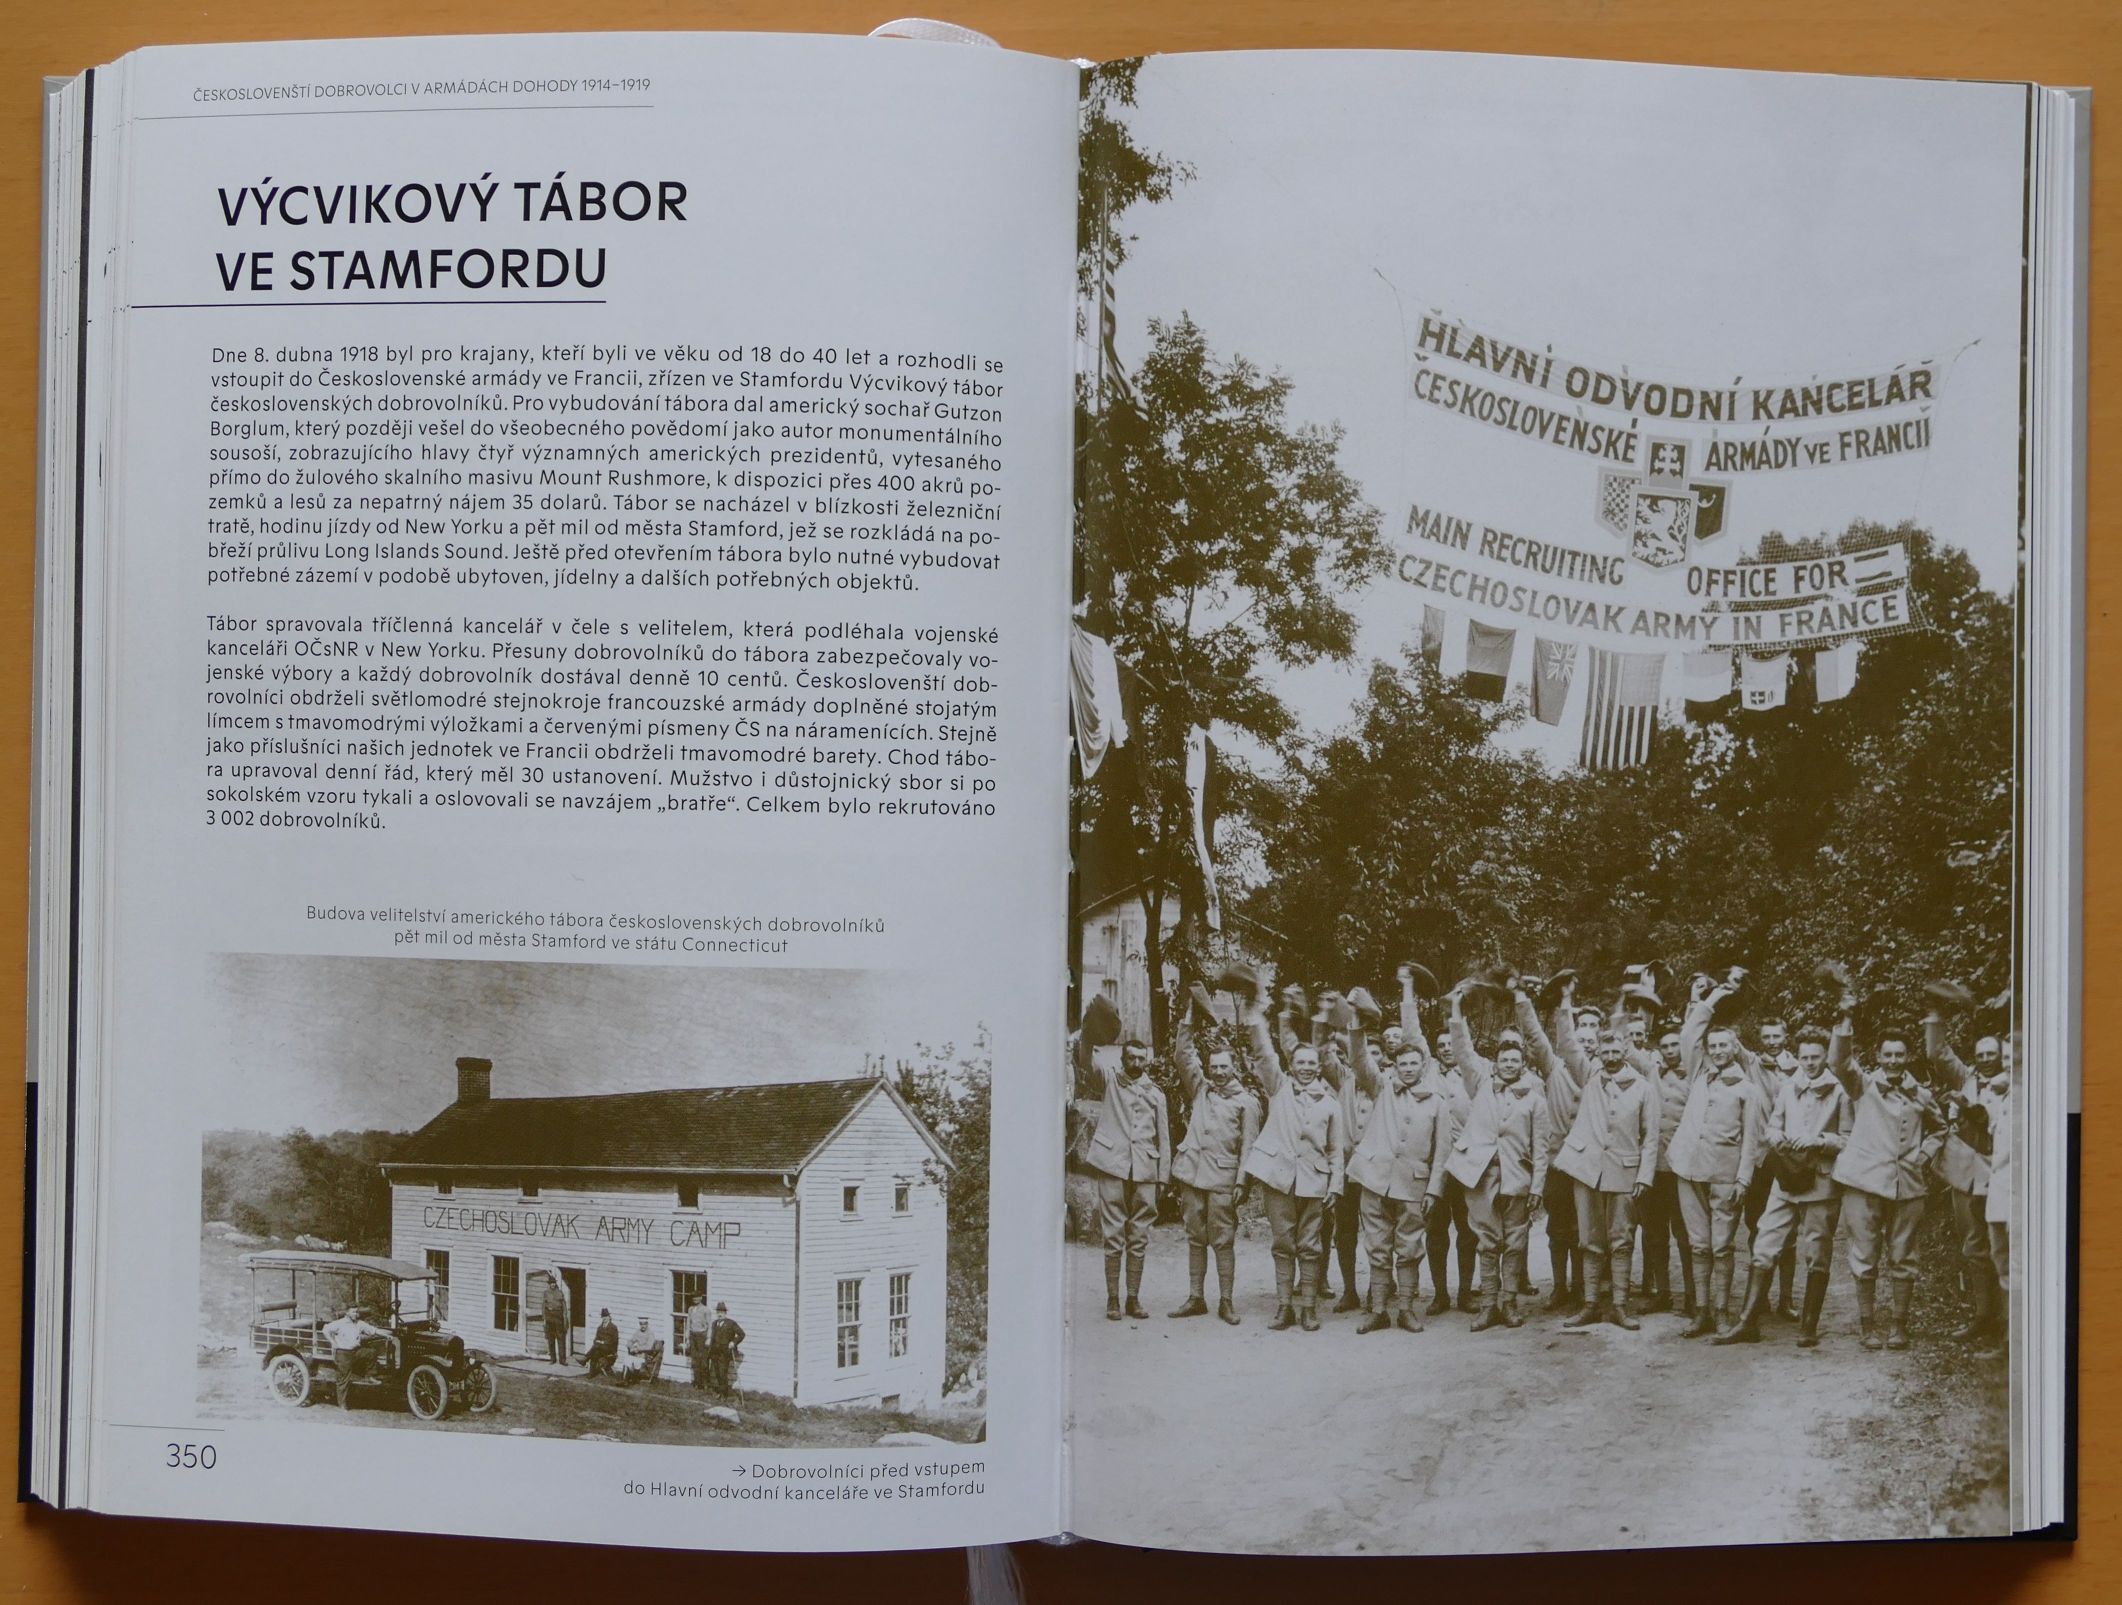 ČESKOSLOVENŠTÍ DOBROVOLCI V ARMÁDÁCH DOHODY 1914–1919
VÝCVIKOVÝ TÁBOR
VE STAMFORDU
Dne 8. dubna 1918 byl pro krajany, kteří byli ve věku od 18 do 40 let a rozhodli se
vstoupit do Československé armády ve Francii, zřízen ve Stamfordu Výcvikový tábor
československých dobrovolníků. Pro vybudování tábora dal americký sochař Gutzon
Borglum, který později vešel do všeobecného povědomí jako autor monumentálního
sousoší, zobrazujícího hlavy čtyř významných amerických prezidentů, vytesaného
přímo do žulového skalního masivu Mount Rushmore, k dispozici přes 400 akrů po-
zemků a lesů za nepatrný nájem 35 dolarů. Tábor se nacházel v blízkosti železniční
tratě, hodinu jízdy od New Yorku a pět mil od města Stamford, jež se rozkládá na po-
břeží průlivu Long Islands Sound. Ještě před otevřením tábora bylo nutné vybudovat
potřebné zázemí v podobě ubytoven, jídelny a dalších potřebných objektů.
Tábor spravovala tříčlenná kancelář v čele s velitelem, která podléhala vojenské
kanceláři OČsNR v New Yorku. Přesuny dobrovolníků do tábora zabezpečovaly vo-
jenské výbory a každý dobrovolník dostával denně 10 centů. Českoslovenští dob-
rovolníci obdrželi světlomodré stejnokroje francouzské armády doplněné stojatým
límcem s tmavomodrými výložkami a červenými písmeny ČS na náramenících. Stejně
jako příslušníci našich jednotek ve Francii obdrželi tmavomodré barety. Chod tábo-
ra upravoval denní řád, který měl 30 ustanovení. Mužstvo i důstojnický sbor si po
sokolském vzoru tykali a oslovovali se navzájem „bratře“. Celkem bylo rekrutováno
3 002 dobrovolníků.
Budova velitelství amerického tábora československých dobrovolníků
pět mil od města Stamford ve státu Connecticut
CZECHOSLOVAK ARMY CAMP
350
→ Dobrovolníci před vstupem
do Hlavní odvodní kanceláře ve Stamfordu
HLAVNÍ ODVODNÍ KANCELÁŘ
ČESKOSLOVENSKÉ ARMÁDY VE FRANCII
MAIN RECRUITING OFFICE FOR
CZECHOSLOVAK ARMY IN FRANCE